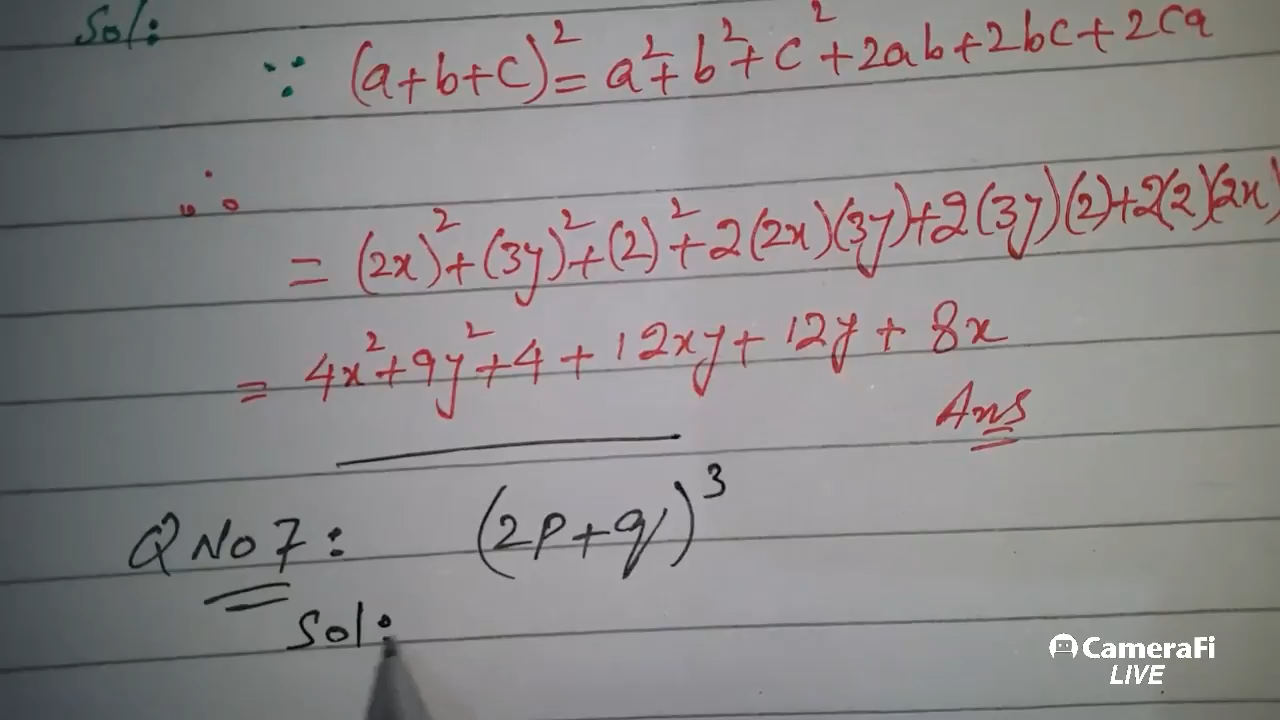 Sol:
∵ (a+b+c)² = a²+b²+c²+2ab+2bc+2ca
∴
= (2x)²+(3y)²+(2)²+2(2x)(3y)+2(3y)(2)+2(2)(2x)
= 4x²+9y²+4+12xy+12y+8x
Ans
Q No 7: (2p+q)³
Sol:
CameraFi
LIVE